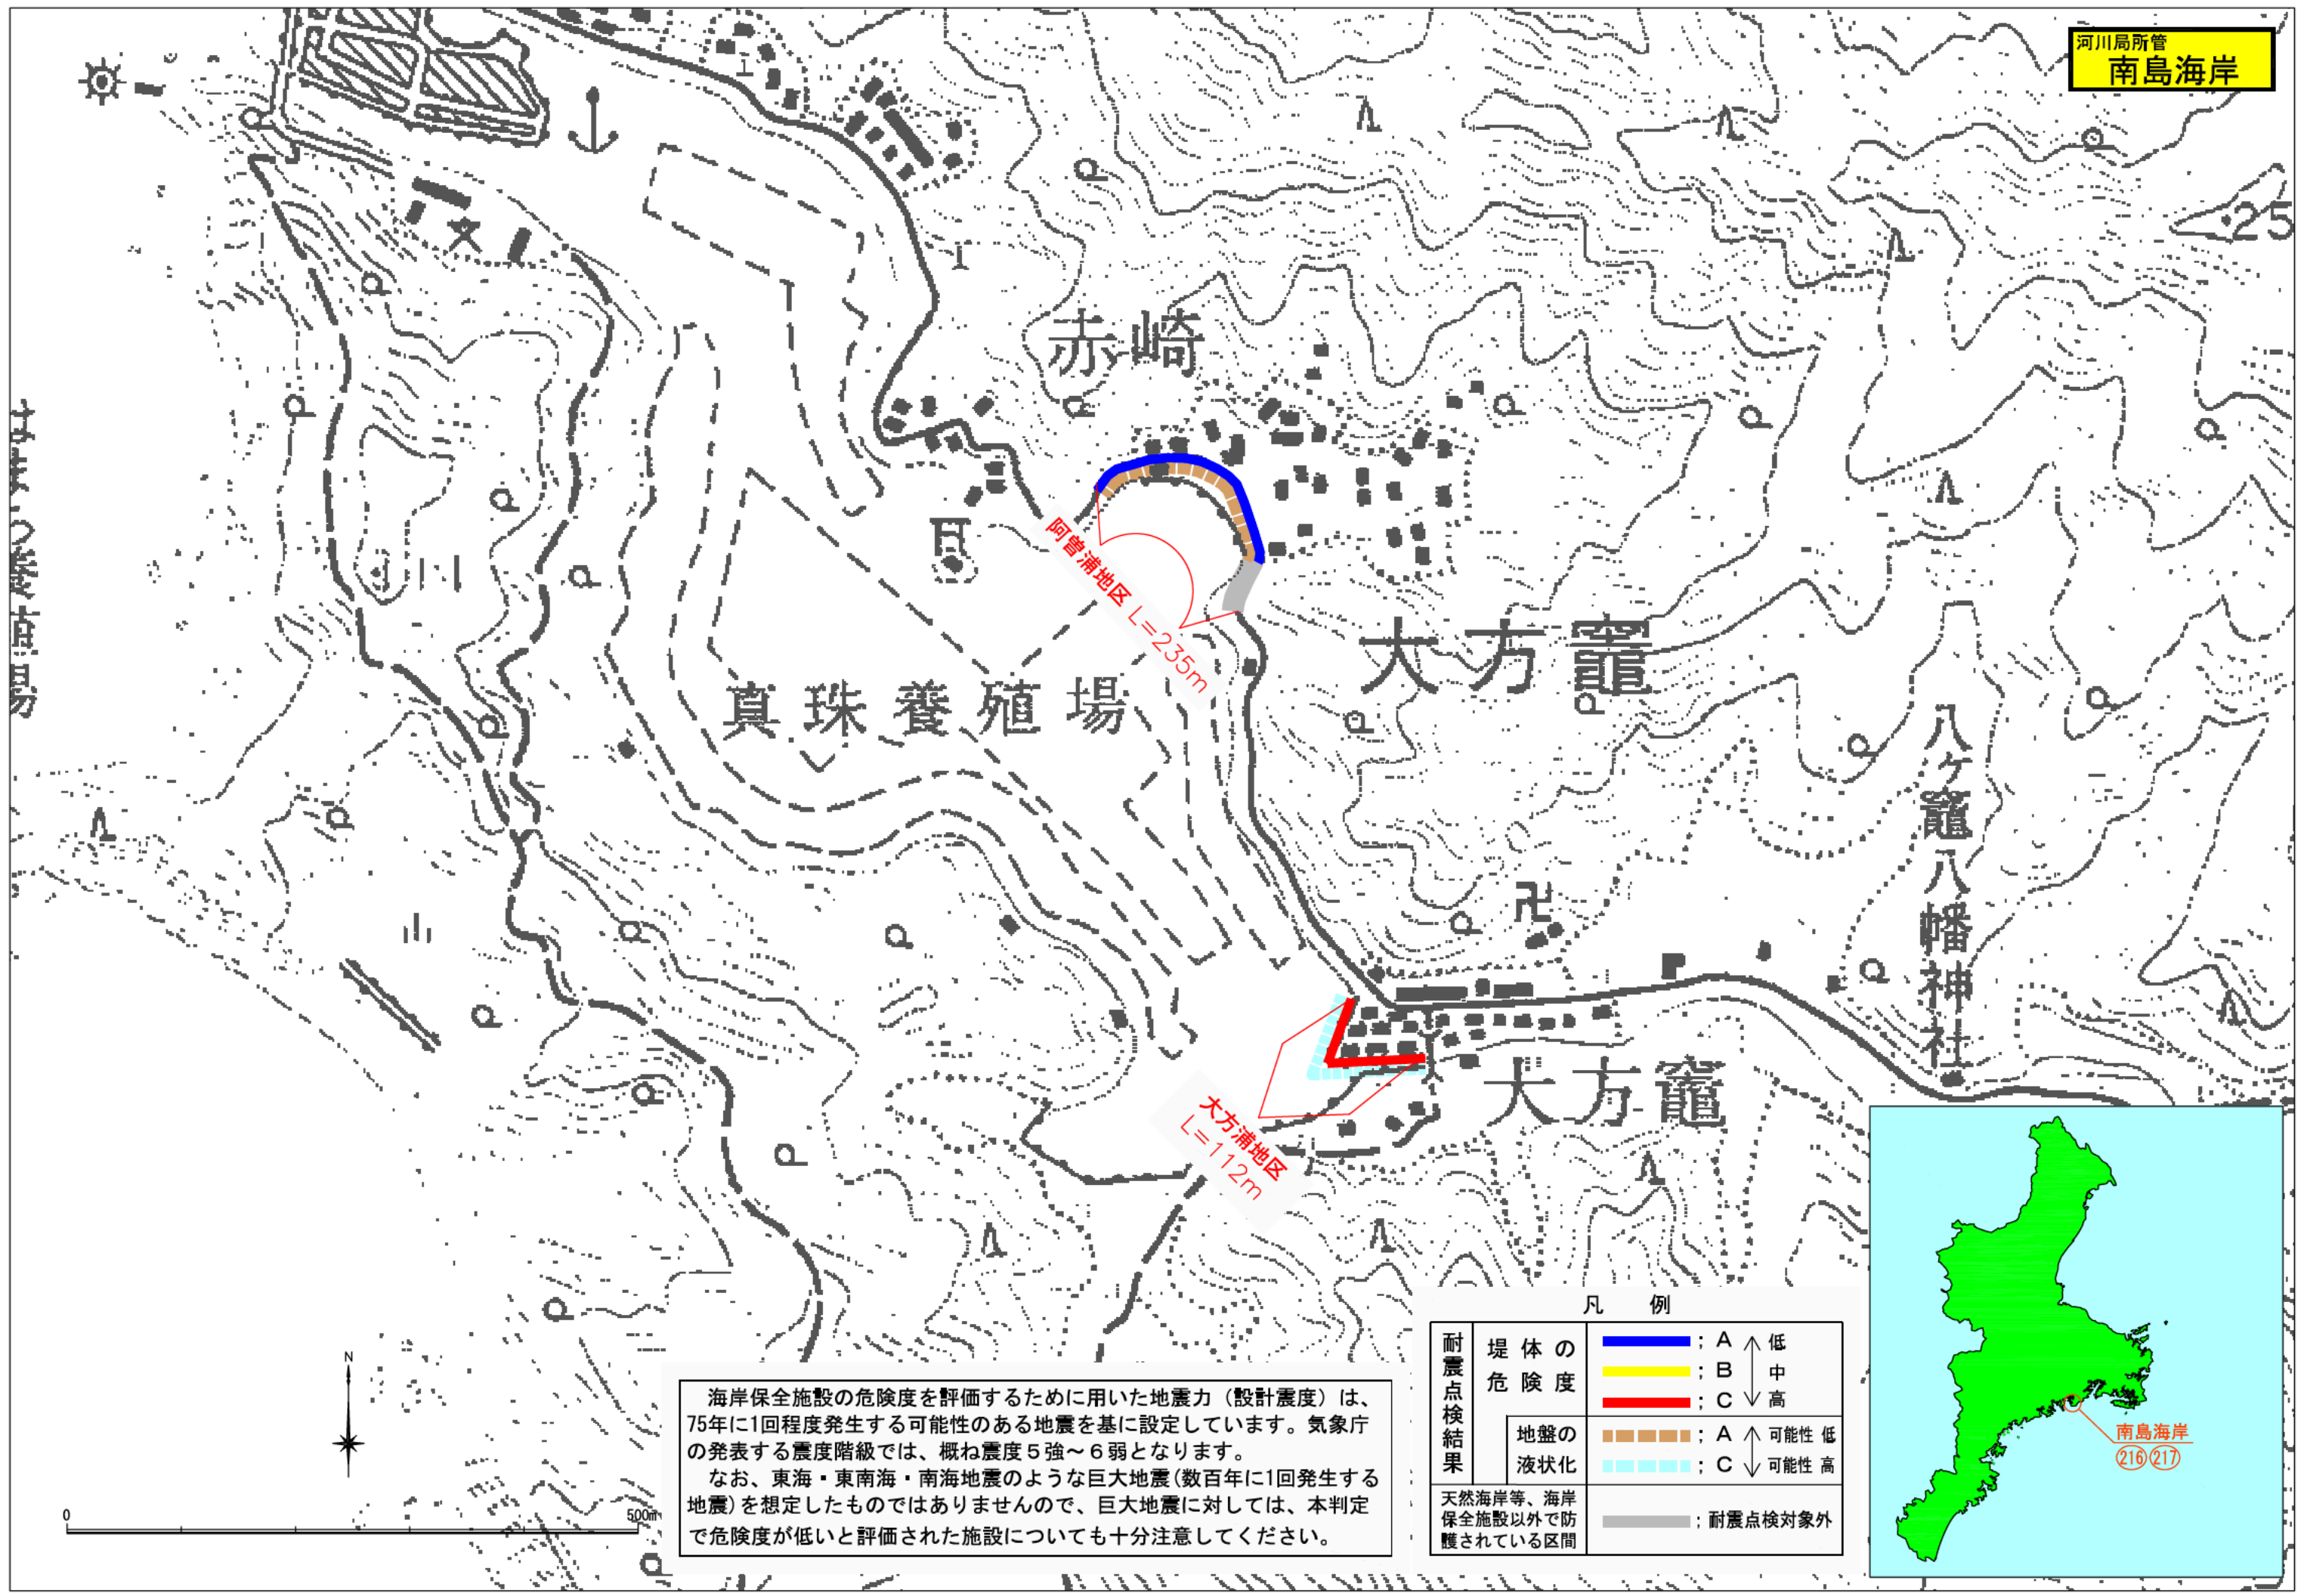 河川局所管
南島海岸
25
赤崎
阿曽浦地区 L=235m
大方竈
真珠養殖場
八ヶ竈八幡神社
大方竈
大方浦地区
L=112m
南島海岸
216 217
凡 例
耐震点検結果
堤体の危険度
; A 低
; B 中
; C 高
地盤の液状化
; A 可能性 低
; C 可能性 高
天然海岸等、海岸
保全施設以外で防
護されている区間
; 耐震点検対象外
海岸保全施設の危険度を評価するために用いた地震力(設計震度)は、
75年に1回程度発生する可能性のある地震を基に設定しています。気象庁
の発表する震度階級では、概ね震度5強~6弱となります。
なお、東海・東南海・南海地震のような巨大地震(数百年に1回発生する
地震)を想定したものではありませんので、巨大地震に対しては、本判定
で危険度が低いと評価された施設についても十分注意してください。
N
0
500m